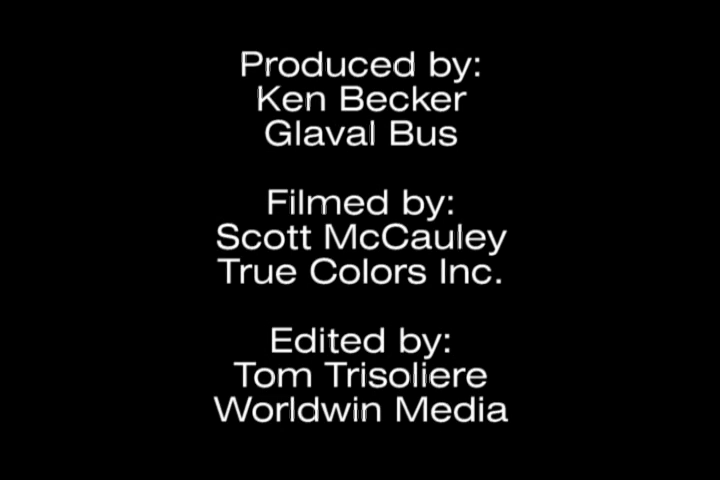 Produced by:
Ken Becker
Glaval Bus
Filmed by:
Scott McCauley
True Colors Inc.
Edited by:
Tom Trisoliere
Worldwin Media